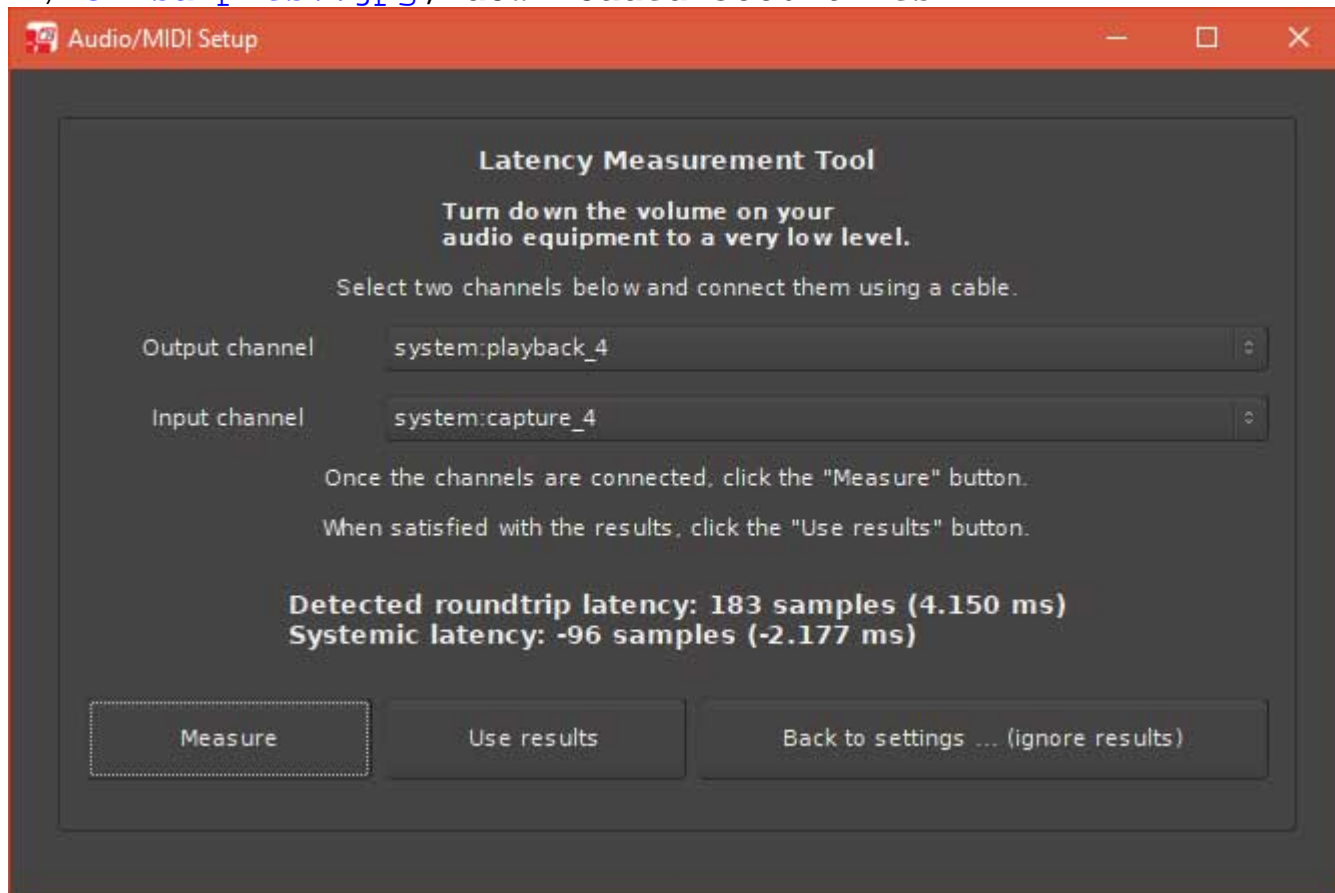 Audio/MIDI Setup
Latency Measurement Tool
Turn down the volume on your
audio equipment to a very low level.
Select two channels below and connect them using a cable.
Output channel system:playback_4
Input channel system:capture_4
Once the channels are connected, click the "Measure" button.
When satisfied with the results, click the "Use results" button.
Detected roundtrip latency: 183 samples (4.150 ms)
Systemic latency: -96 samples (-2.177 ms)
Measure Use results Back to settings ... (ignore results)